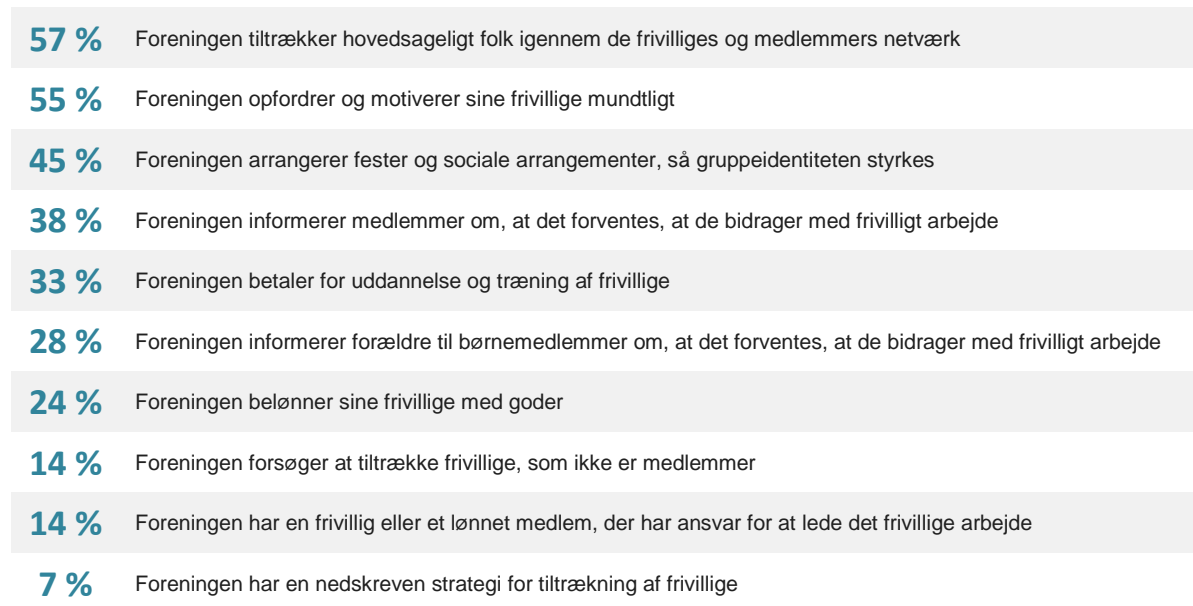 57 % Foreningen tiltrækker hovedsageligt folk igennem de frivilliges og medlemmers netværk
55 % Foreningen opfordrer og motiverer sine frivillige mundtligt
45 % Foreningen arrangerer fester og sociale arrangementer, så gruppeidentiteten styrkes
38 % Foreningen informerer medlemmer om, at det forventes, at de bidrager med frivilligt arbejde
33 % Foreningen betaler for uddannelse og træning af frivillige
28 % Foreningen informerer forældre til børnemedlemmer om, at det forventes, at de bidrager med frivilligt arbejde
24 % Foreningen belønner sine frivillige med goder
14 % Foreningen forsøger at tiltrække frivillige, som ikke er medlemmer
14 % Foreningen har en frivillig eller et lønnet medlem, der har ansvar for at lede det frivillige arbejde
7 % Foreningen har en nedskreven strategi for tiltrækning af frivillige